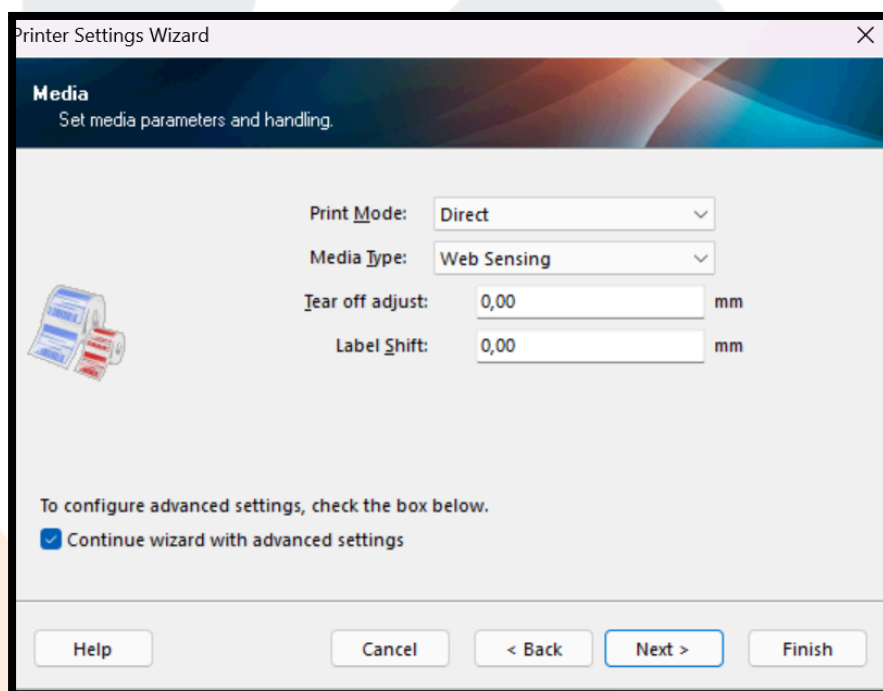 Printer Settings Wizard
Media
Set media parameters and handling.
Print Mode: Direct
Media Type: Web Sensing
Tear off adjust: 0,00 mm
Label Shift: 0,00 mm
To configure advanced settings, check the box below.
Continue wizard with advanced settings
Help Cancel < Back Next > Finish